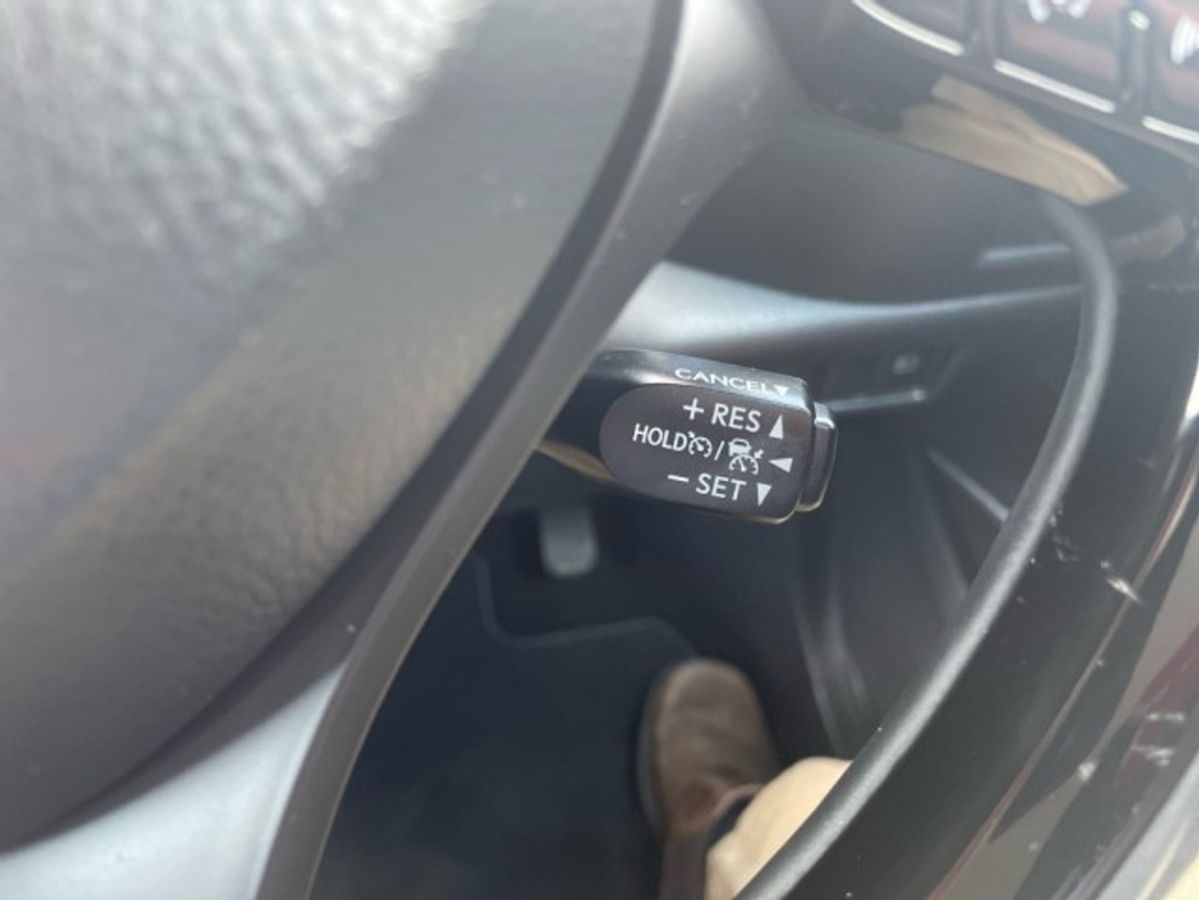 CANCEL▼
+ RES ▲
HOLD / ◀
− SET ▼